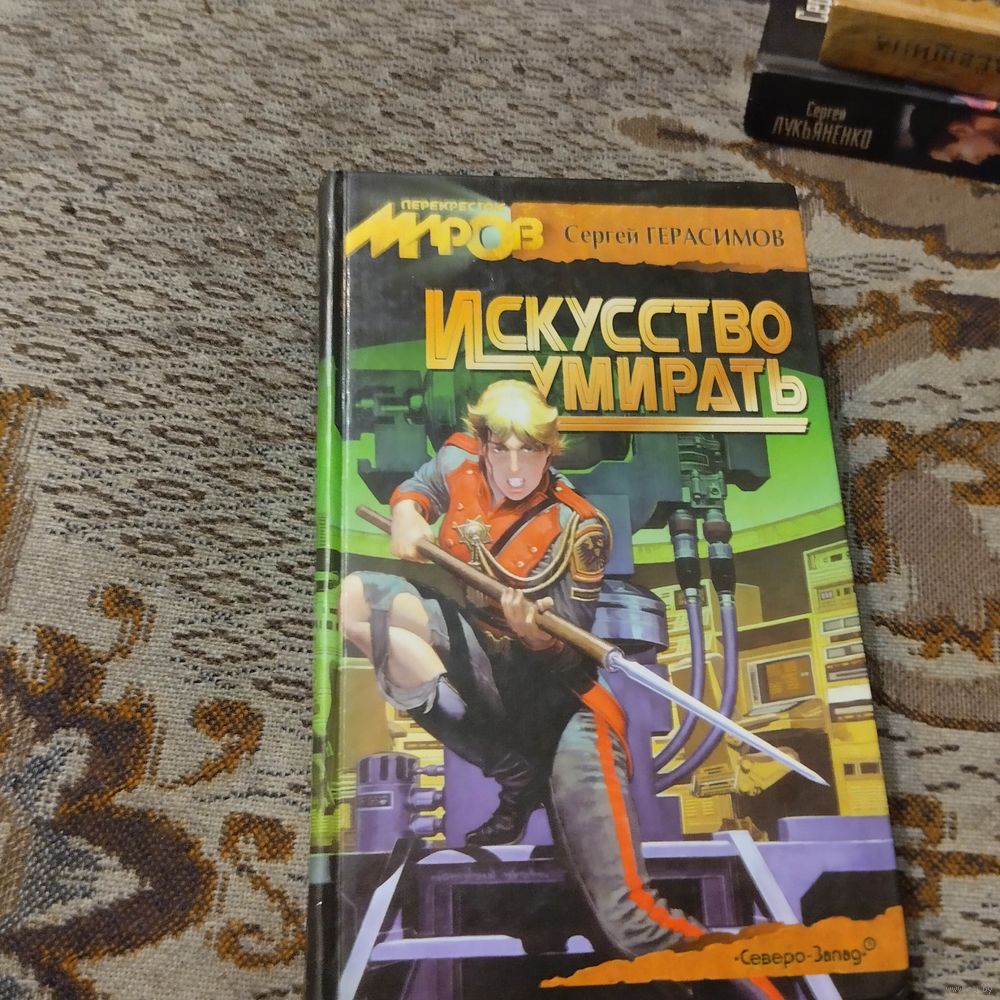 ПЕРЕКРЕСТОК
МИРОВ
Сергей ГЕРАСИМОВ
ИСКУССТВО
УМИРАТЬ
Северо-Запад®
Сергей
ЛУКЬЯНЕНКО